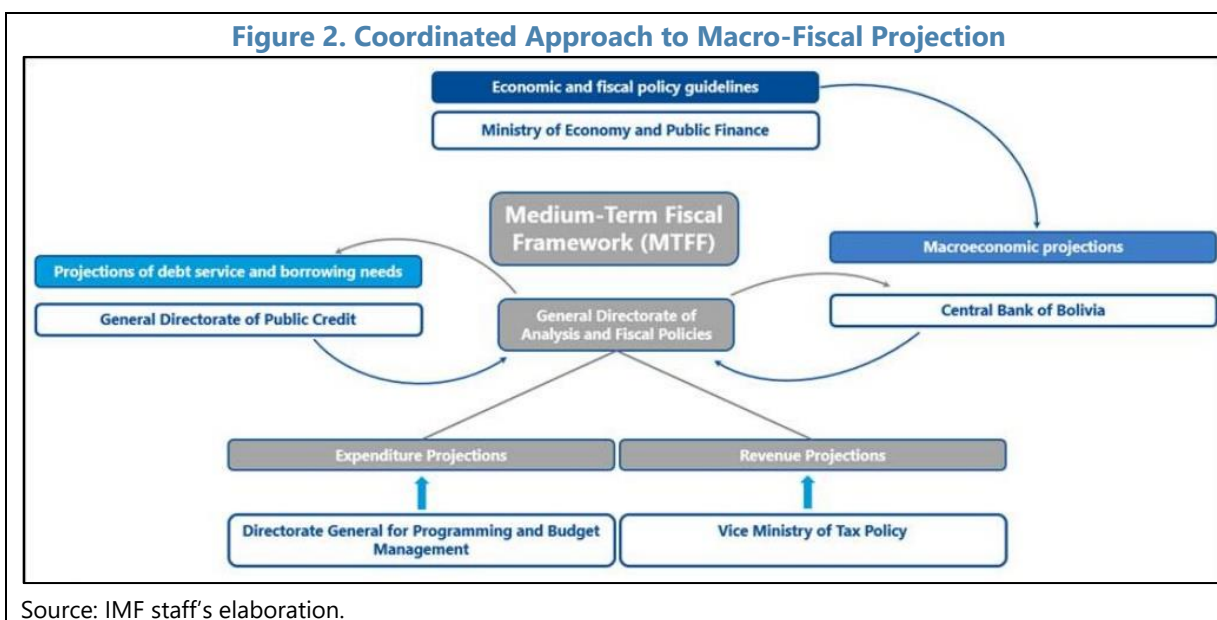 Figure 2. Coordinated Approach to Macro-Fiscal Projection
Economic and fiscal policy guidelines
Ministry of Economy and Public Finance
Medium-Term Fiscal
Framework (MTFF)
Macroeconomic projections
Projections of debt service and borrowing needs
Central Bank of Bolivia
General Directorate of Public Credit
General Directorate of
Analysis and Fiscal Policies
Expenditure Projections
Revenue Projections
Directorate General for Programming and Budget
Management
Vice Ministry of Tax Policy
Source: IMF staff’s elaboration.